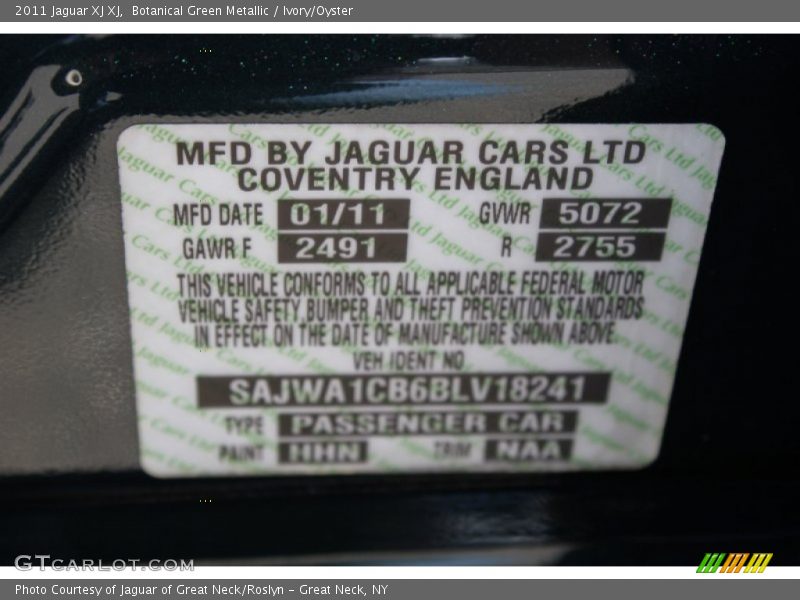 2011 Jaguar XJ XJ, Botanical Green Metallic / Ivory/Oyster
MFD BY JAGUAR CARS LTD
COVENTRY ENGLAND
MFD DATE 01/11 GVWR 5072
GAWR F 2491 R 2755
THIS VEHICLE CONFORMS TO ALL APPLICABLE FEDERAL MOTOR
VEHICLE SAFETY, BUMPER AND THEFT PREVENTION STANDARDS
IN EFFECT ON THE DATE OF MANUFACTURE SHOWN ABOVE
VEH IDENT NO
SAJWA1CB6BLV18241
TYPE PASSENGER CAR
PAINT HHN TRIM NAA
GTCARLOT.COM
Photo Courtesy of Jaguar of Great Neck/Roslyn - Great Neck, NY